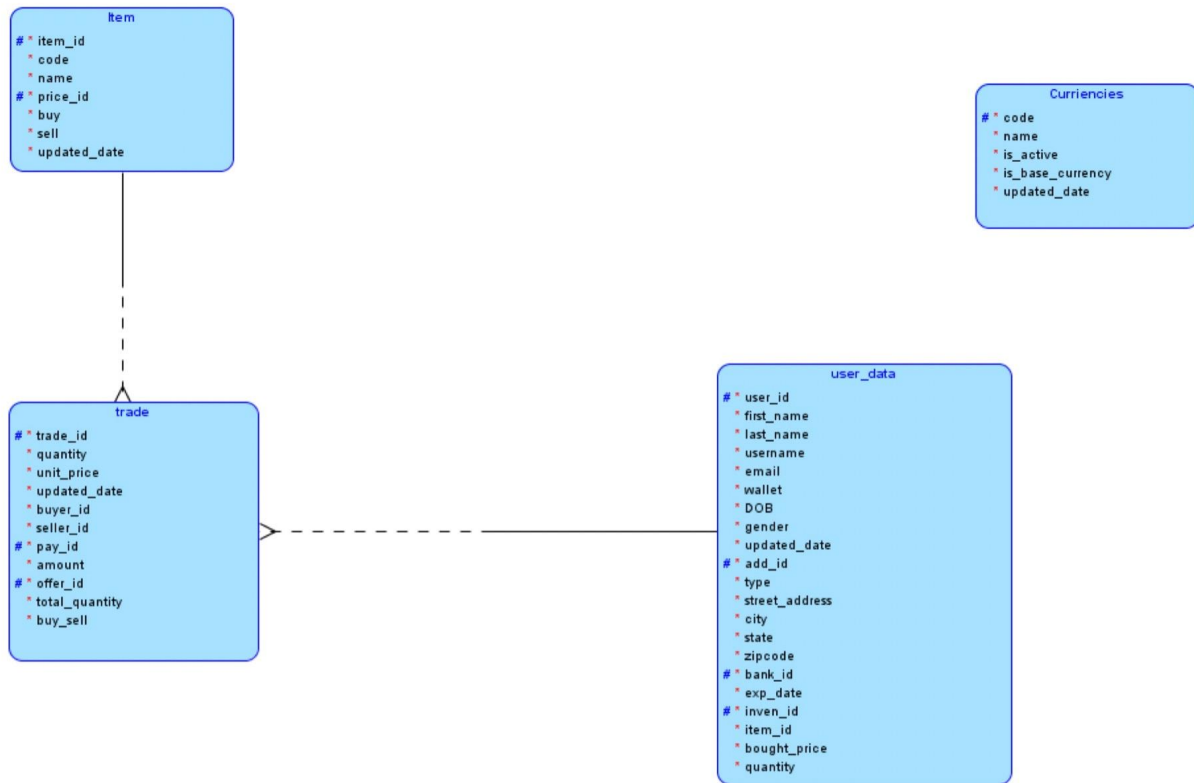 Item
# * item_id
* code
* name
# * price_id
* buy
* sell
* updated_date
Curriencies
# * code
* name
* is_active
* is_base_currency
* updated_date
trade
# * trade_id
* quantity
* unit_price
* updated_date
* buyer_id
* seller_id
# * pay_id
* amount
# * offer_id
* total_quantity
* buy_sell
user_data
# * user_id
* first_name
* last_name
* username
* email
* wallet
* DOB
* gender
* updated_date
# * add_id
* type
* street_address
* city
* state
* zipcode
# * bank_id
* exp_date
# * inven_id
* item_id
* bought_price
* quantity